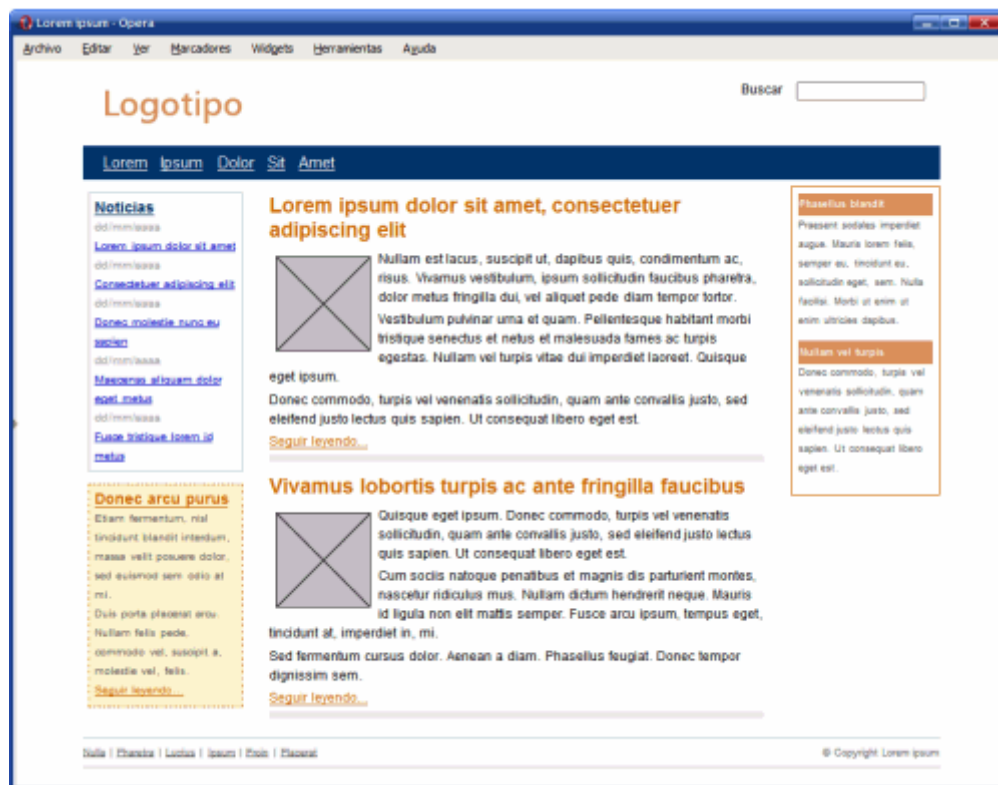 Lorem ipsum - Opera
Archivo Editar Ver Marcadores Widgets Herramientas Ayuda
Logotipo
Buscar
Lorem Ipsum Dolor Sit Amet
Noticias
dd/mm/aaaa
Lorem ipsum dolor sit amet
dd/mm/aaaa
Consectetuer adipiscing elit
dd/mm/aaaa
Donec molestie nunc eu
sapien
dd/mm/aaaa
Maecenas aliquam dolor
eget metus
dd/mm/aaaa
Fusce tristique lorem id
metus
Donec arcu purus
Etiam fermentum, nisl
tincidunt blandit interdum,
massa velit posuere dolor,
sed euismod sem odio at
mi.
Duis porta placerat arcu.
Nullam felis pede,
commodo vel, suscipit a,
molestie vel, felis.
Seguir leyendo...
Lorem ipsum dolor sit amet, consectetuer
adipiscing elit
Nullam est lacus, suscipit ut, dapibus quis, condimentum ac,
risus. Vivamus vestibulum, ipsum sollicitudin faucibus pharetra,
dolor metus fringilla dui, vel aliquet pede diam tempor tortor.
Vestibulum pulvinar urna et quam. Pellentesque habitant morbi
tristique senectus et netus et malesuada fames ac turpis
egestas. Nullam vel turpis vitae dui imperdiet laoreet. Quisque
eget ipsum.
Donec commodo, turpis vel venenatis sollicitudin, quam ante convallis justo, sed
eleifend justo lectus quis sapien. Ut consequat libero eget est.
Seguir leyendo...
Vivamus lobortis turpis ac ante fringilla faucibus
Quisque eget ipsum. Donec commodo, turpis vel venenatis
sollicitudin, quam ante convallis justo, sed eleifend justo lectus
quis sapien. Ut consequat libero eget est.
Cum sociis natoque penatibus et magnis dis parturient montes,
nascetur ridiculus mus. Nullam dictum hendrerit neque. Mauris
id ligula non elit mattis semper. Fusce arcu ipsum, tempus eget,
tincidunt at, imperdiet in, mi.
Sed fermentum cursus dolor. Aenean a diam. Phasellus feugiat. Donec tempor
dignissim sem.
Seguir leyendo...
Phasellus blandit
Praesent sodales imperdiet
augue. Mauris lorem felis,
semper eu, tincidunt eu,
sollicitudin eget, sem. Nulla
facilisi. Morbi ut enim ut
enim ultricies dapibus.
Nullam vel turpis
Donec commodo, turpis vel
venenatis sollicitudin, quam
ante convallis justo, sed
eleifend justo lectus quis
sapien. Ut consequat libero
eget est.
Nulla | Pharetra | Luctus | Ipsum | Proin | Placerat
© Copyright Lorem ipsum